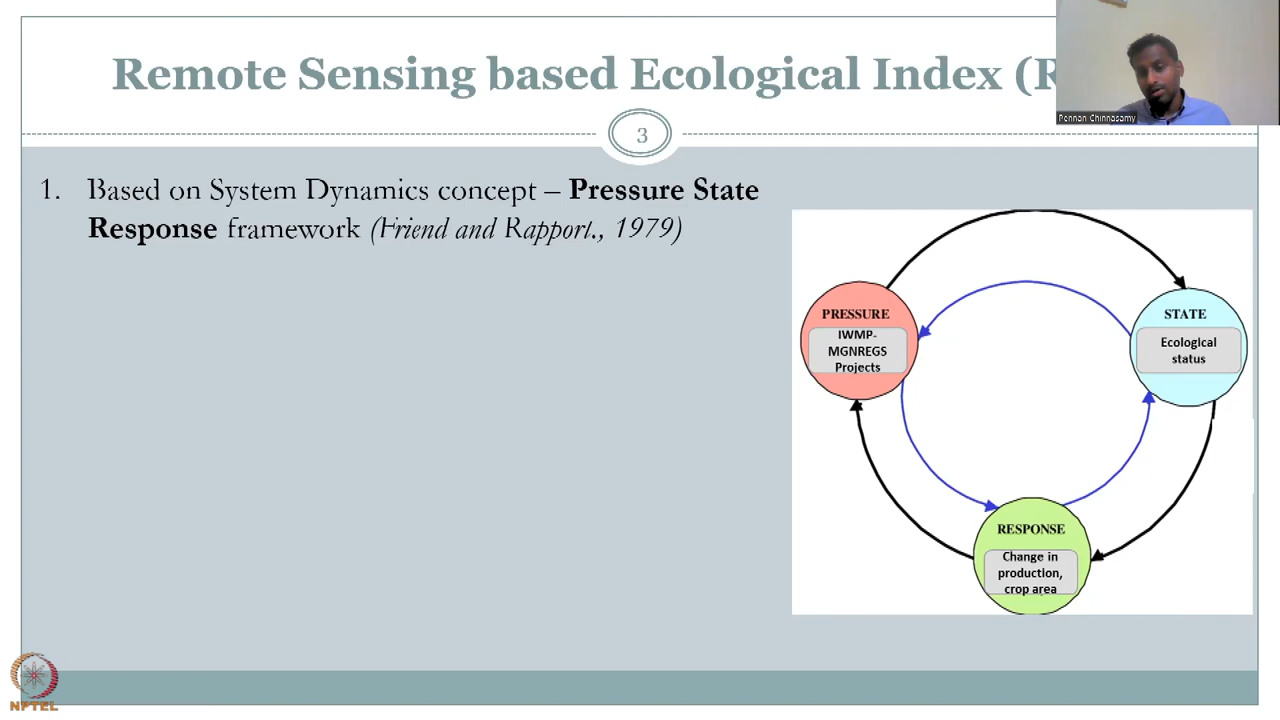 Remote Sensing based Ecological Index (R
Pennan Chinnasamy
3
1. Based on System Dynamics concept – Pressure State
Response framework (Friend and Rapport., 1979)
PRESSURE
IWMP-
MGNREGS
Projects
STATE
Ecological
status
RESPONSE
Change in
production,
crop area
NPTEL